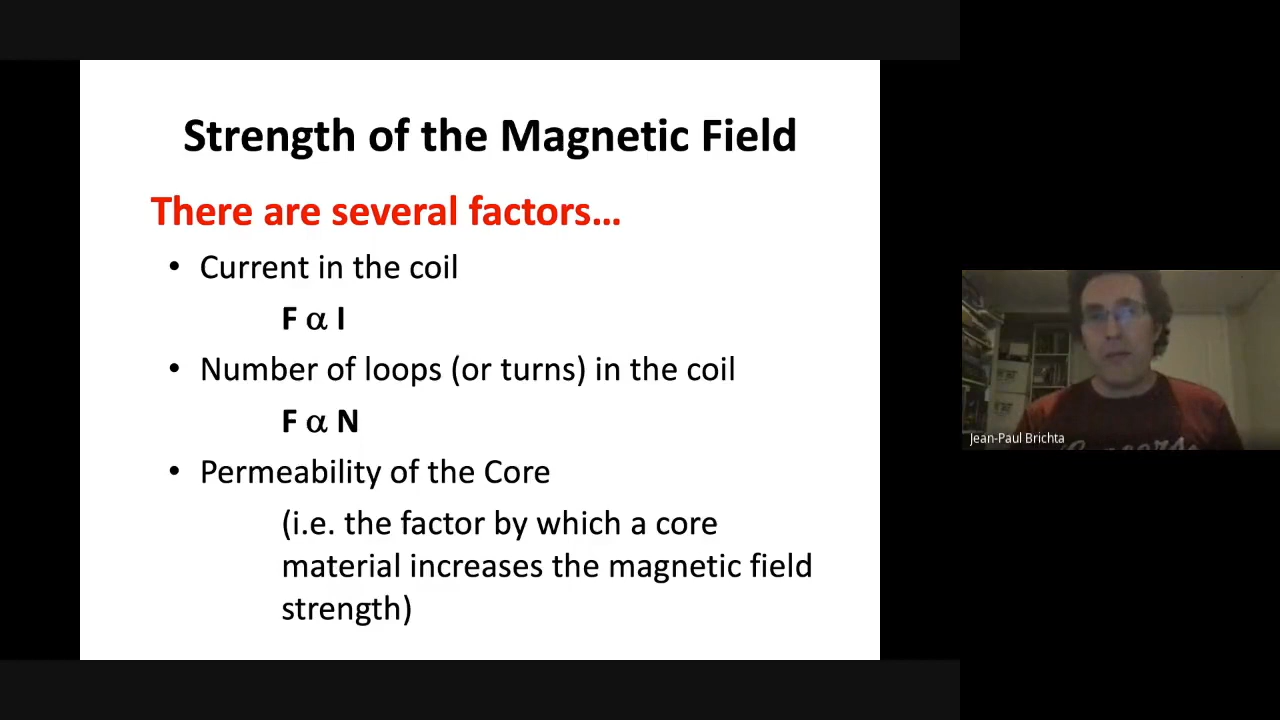 Strength of the Magnetic Field
There are several factors…
• Current in the coil
F α I
• Number of loops (or turns) in the coil
F α N
• Permeability of the Core
(i.e. the factor by which a core
material increases the magnetic field
strength)
Jean-Paul Brichta